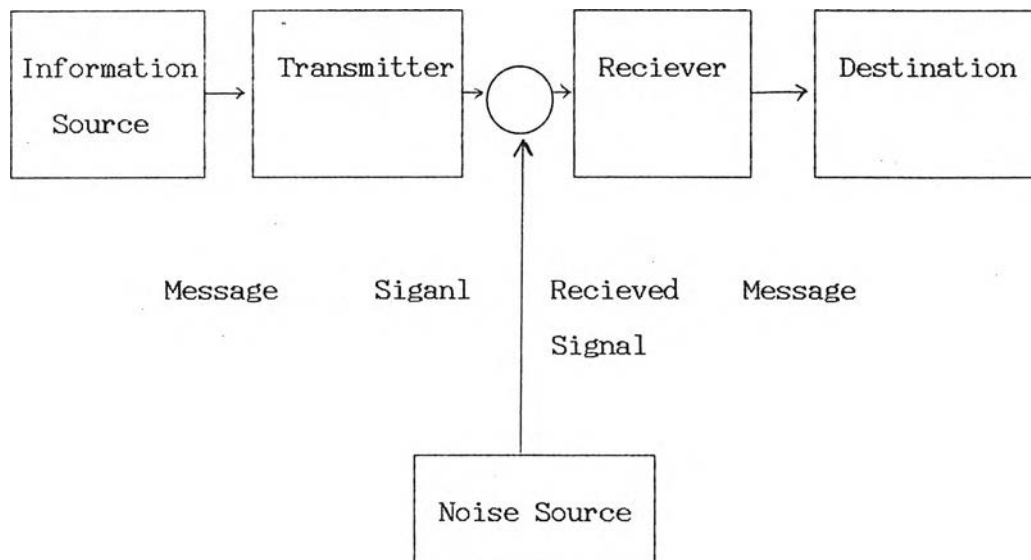 Information
Source
Transmitter
Reciever
Destination
Message
Siganl
Recieved
Signal
Message
Noise Source